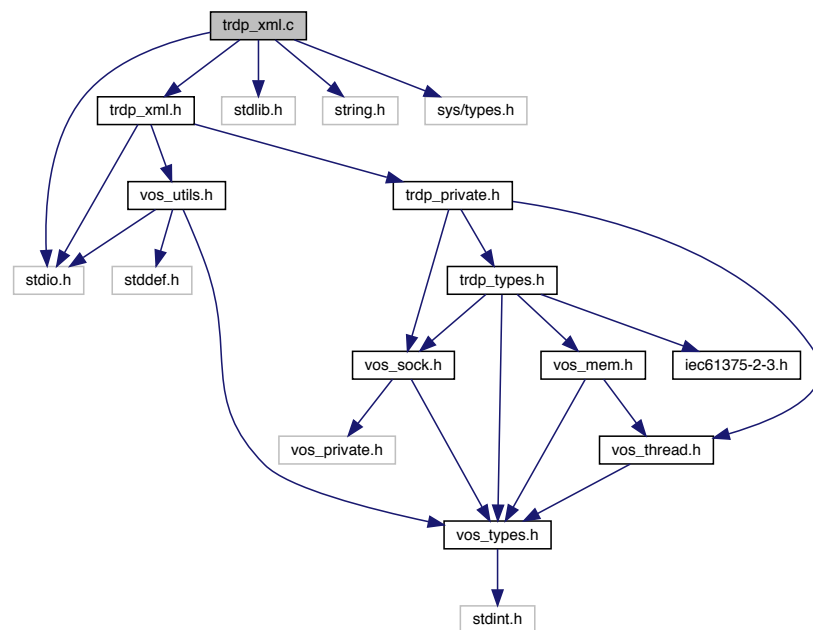 trdp_xml.c
trdp_xml.h
stdlib.h
string.h
sys/types.h
vos_utils.h
trdp_private.h
stdio.h
stddef.h
trdp_types.h
vos_sock.h
vos_mem.h
iec61375-2-3.h
vos_private.h
vos_thread.h
vos_types.h
stdint.h